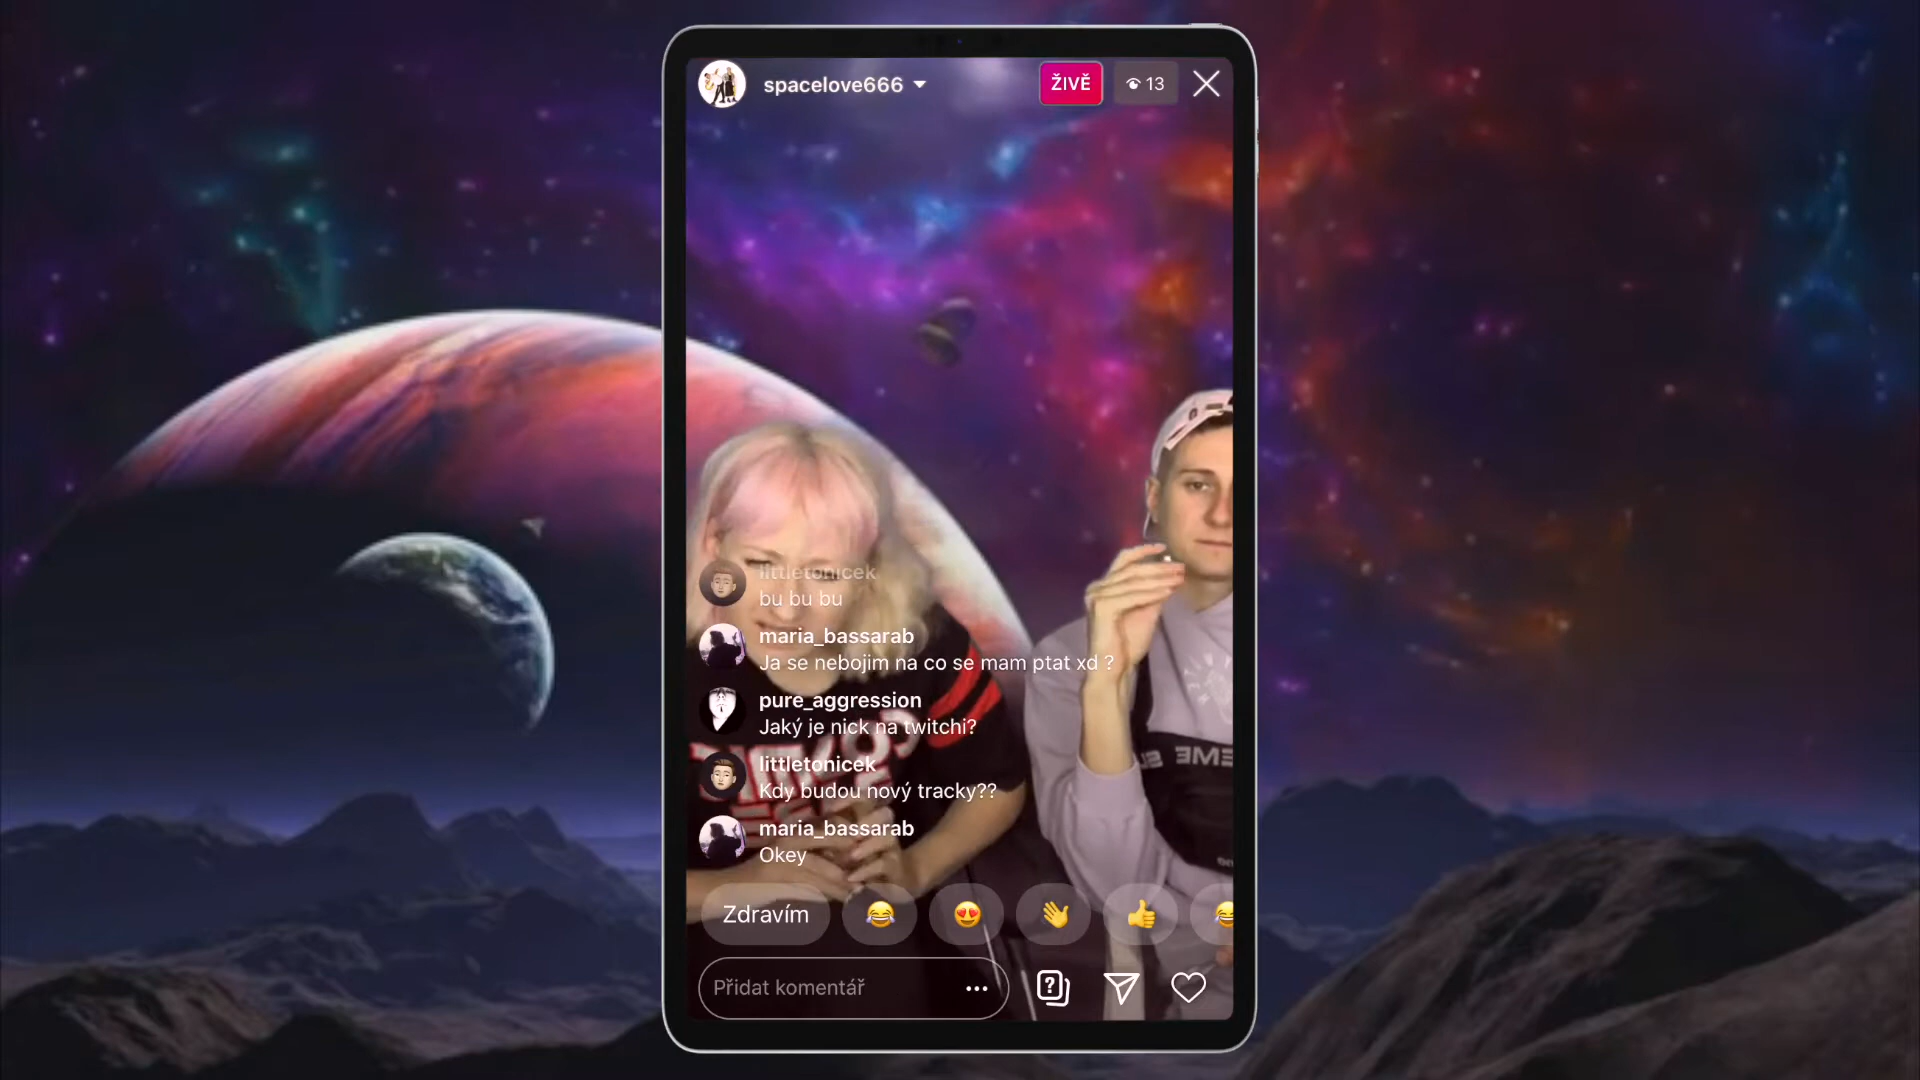 spacelove666
ŽIVĚ
13
littletonicek
bu bu bu
maria_bassarab
Ja se nebojim na co se mam ptat xd ?
pure_aggression
Jaký je nick na twitchi?
littletonicek
Kdy budou nový tracky??
maria_bassarab
Okey
Zdravím
Přidat komentář